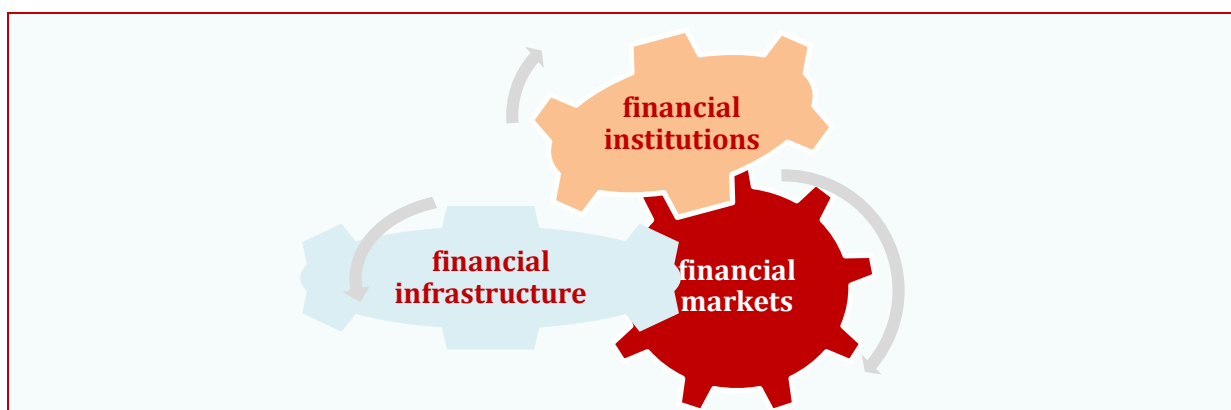 financial
institutions
financial
infrastructure
financial
markets